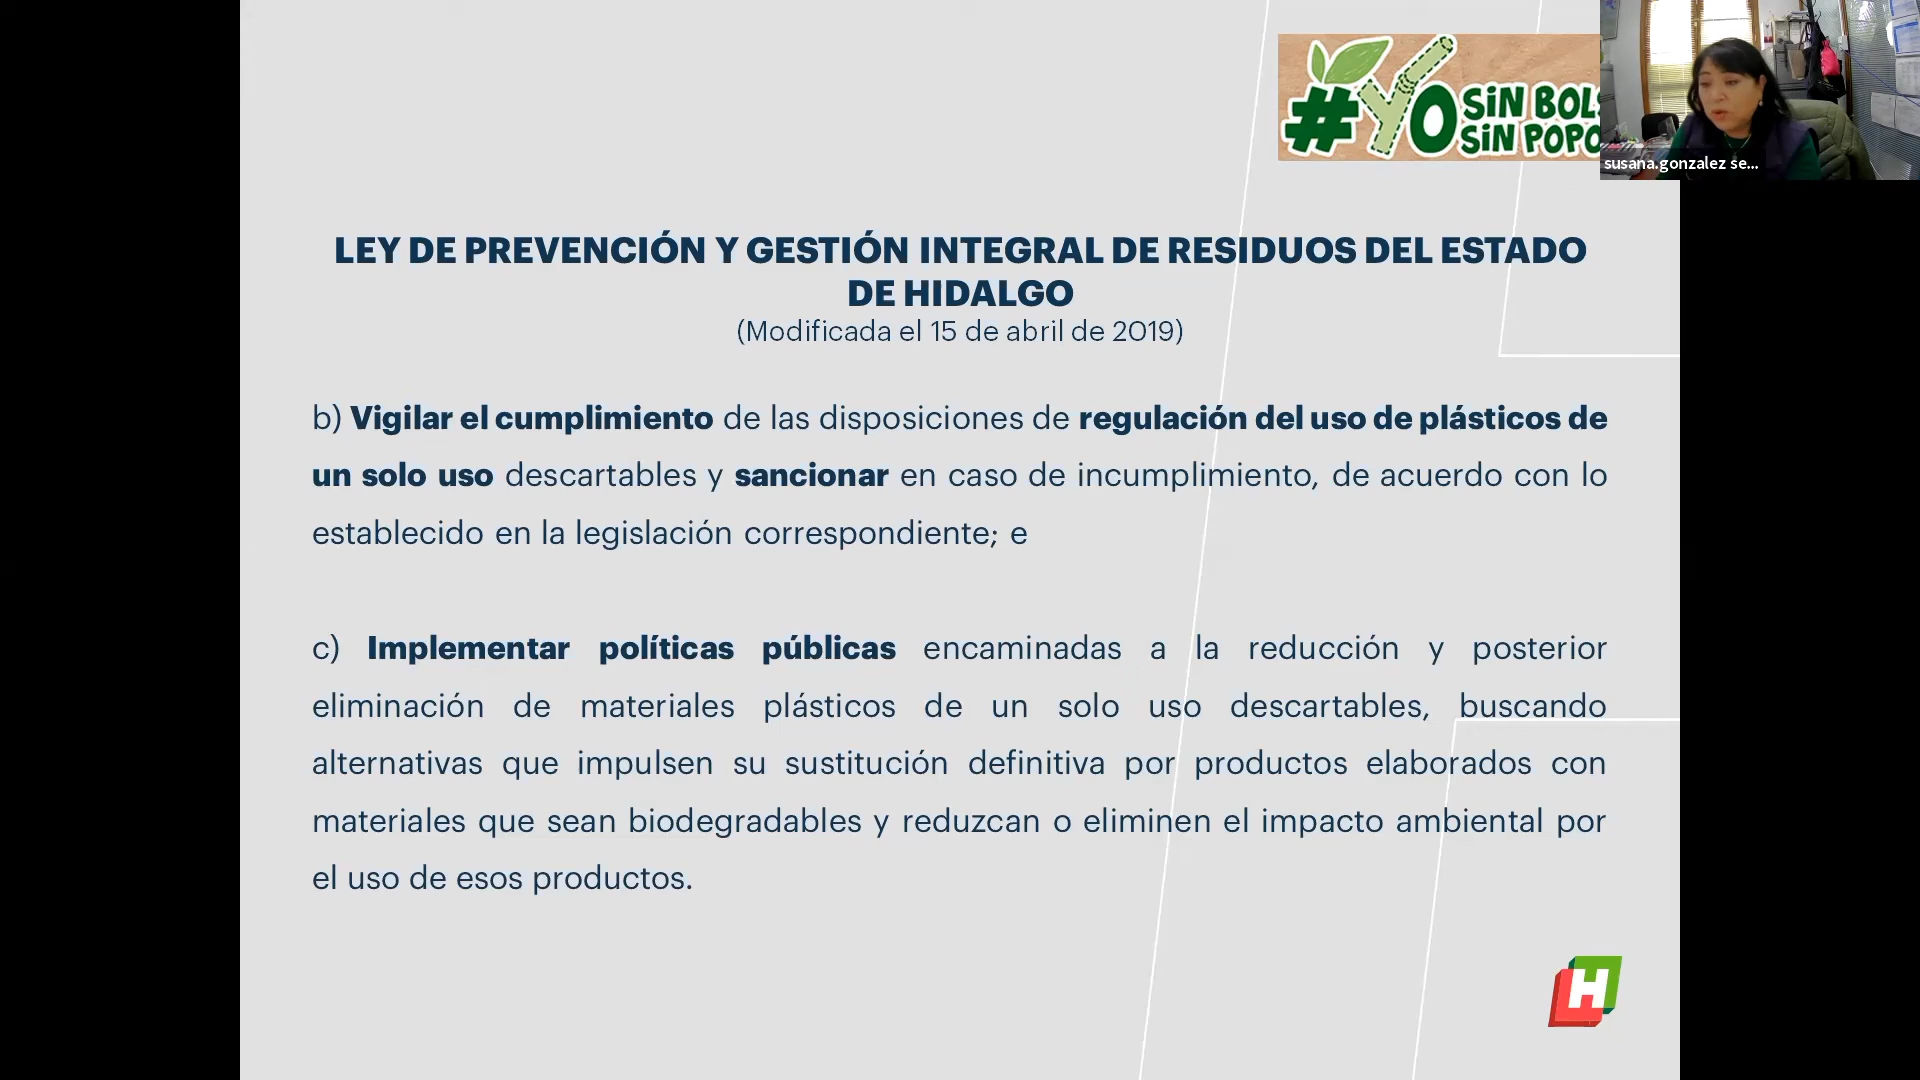 #YO SiN BOL
SiN POPO
susana.gonzalez se...
LEY DE PREVENCIÓN Y GESTIÓN INTEGRAL DE RESIDUOS DEL ESTADO
DE HIDALGO
(Modificada el 15 de abril de 2019)
b) Vigilar el cumplimiento de las disposiciones de regulación del uso de plásticos de
un solo uso descartables y sancionar en caso de incumplimiento, de acuerdo con lo
establecido en la legislación correspondiente; e
c) Implementar políticas públicas encaminadas a la reducción y posterior
eliminación de materiales plásticos de un solo uso descartables, buscando
alternativas que impulsen su sustitución definitiva por productos elaborados con
materiales que sean biodegradables y reduzcan o eliminen el impacto ambiental por
el uso de esos productos.
H